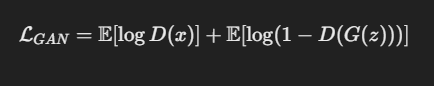 ℒ_GAN = 𝔼[log D(x)] + 𝔼[log(1 − D(G(z)))]